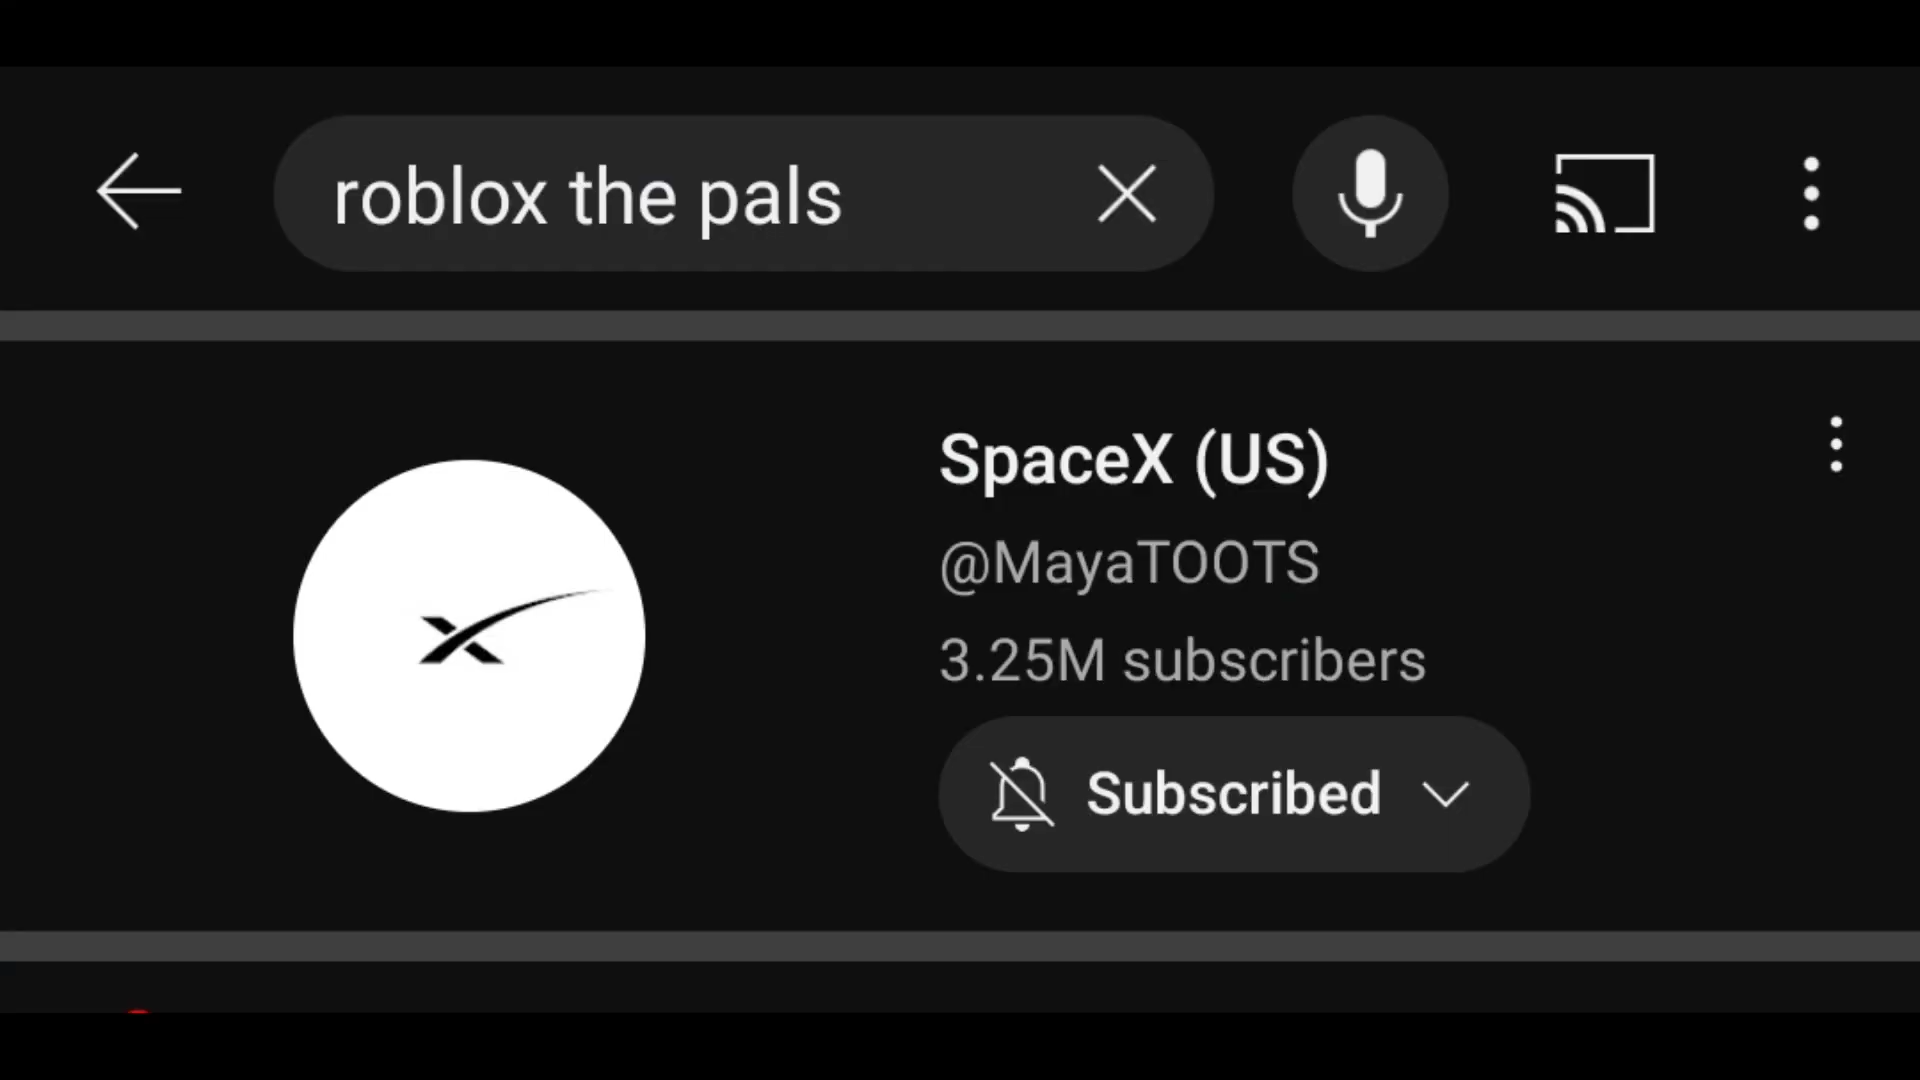 roblox the pals
SpaceX (US)
@MayaTOOTS
3.25M subscribers
Subscribed